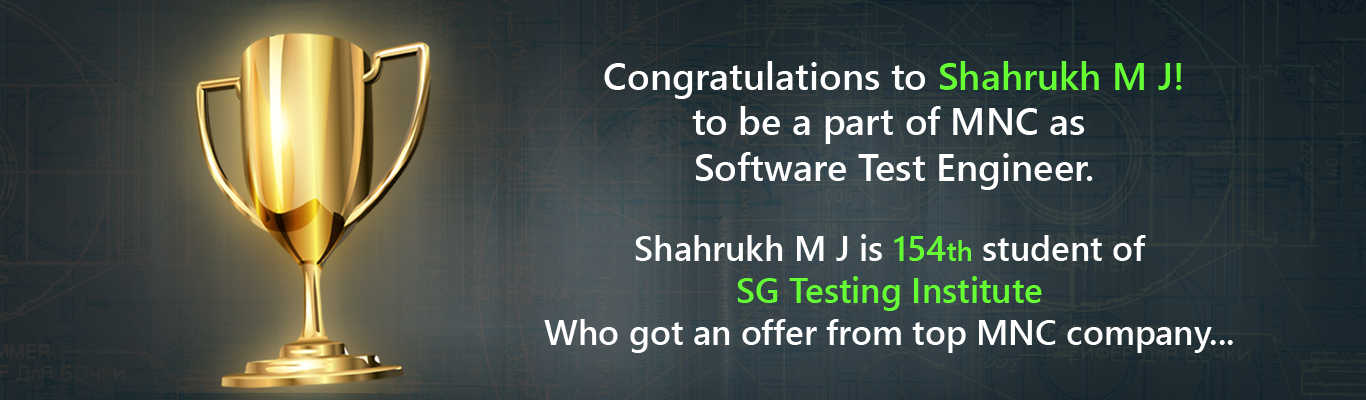 Congratulations to Shahrukh M J!
to be a part of MNC as
Software Test Engineer.
Shahrukh M J is 154th student of
SG Testing Institute
Who got an offer from top MNC company...